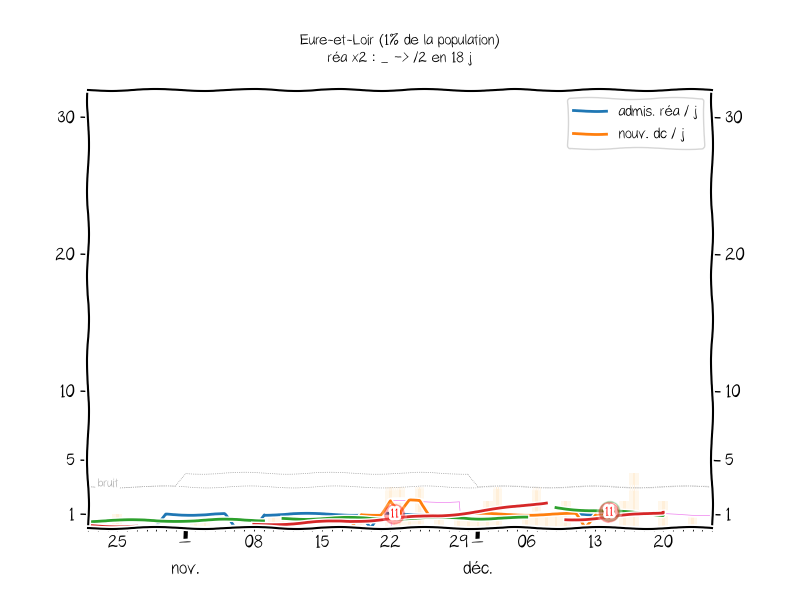 Eure-et-Loir (1% de la population)
réa x2 : _ -> /2 en 18 j
admis. réa / j
nouv. dc / j
30
30
20
20
10
10
5
5
bruit
1
1
11
11
25
08
15
22
29
06
13
20
nov.
déc.